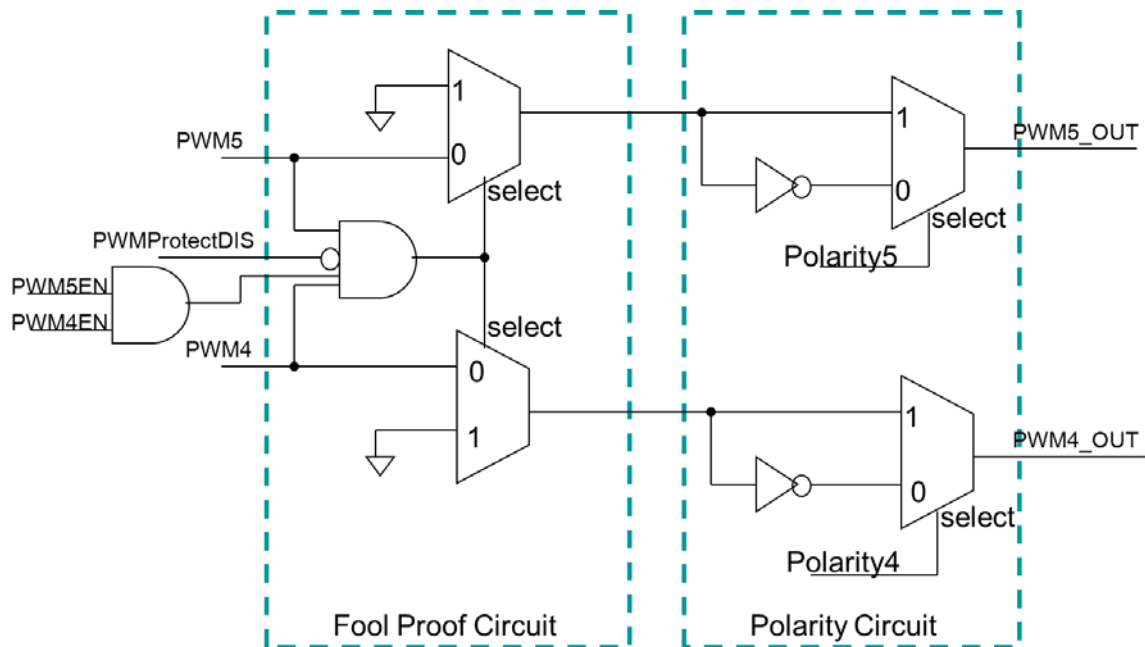 1
PWM5
0
select
PWMProtectDIS
PWM5EN
PWM4EN
select
PWM4
0
1
Fool Proof Circuit
1
PWM5_OUT
0
select
Polarity5
1
PWM4_OUT
0
select
Polarity4
Polarity Circuit